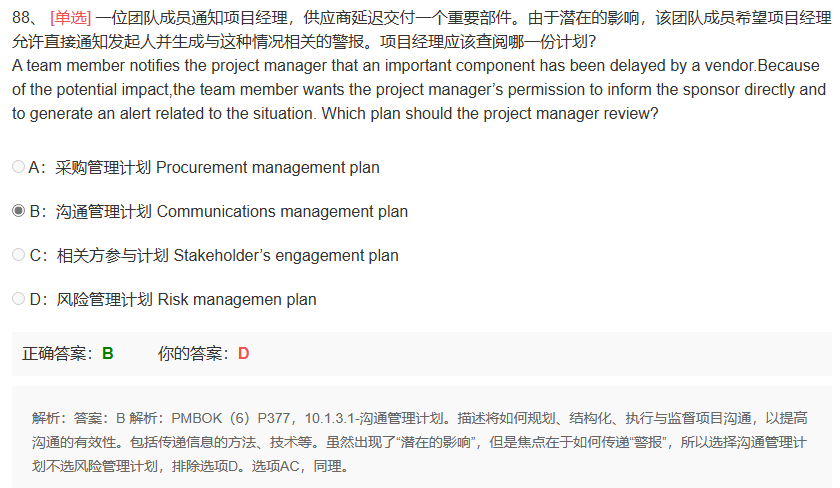 88、 [单选] 一位团队成员通知项目经理，供应商延迟交付一个重要部件。由于潜在的影响，该团队成员希望项目经理
允许直接通知发起人并生成与这种情况相关的警报。项目经理应该查阅哪一份计划?
A team member notifies the project manager that an important component has been delayed by a vendor.Because
of the potential impact,the team member wants the project manager’s permission to inform the sponsor directly and
to generate an alert related to the situation. Which plan should the project manager review?
A：采购管理计划 Procurement management plan
B：沟通管理计划 Communications management plan
C：相关方参与计划 Stakeholder’s engagement plan
D：风险管理计划 Risk managemen plan
正确答案：B 你的答案：D
解析：答案：B 解析：PMBOK（6）P377，10.1.3.1-沟通管理计划。描述将如何规划、结构化、执行与监督项目沟通，以提高
沟通的有效性。包括传递信息的方法、技术等。虽然出现了“潜在的影响”，但是焦点在于如何传递“警报”，所以选择沟通管理计
划不选风险管理计划，排除选项D。选项AC，同理。